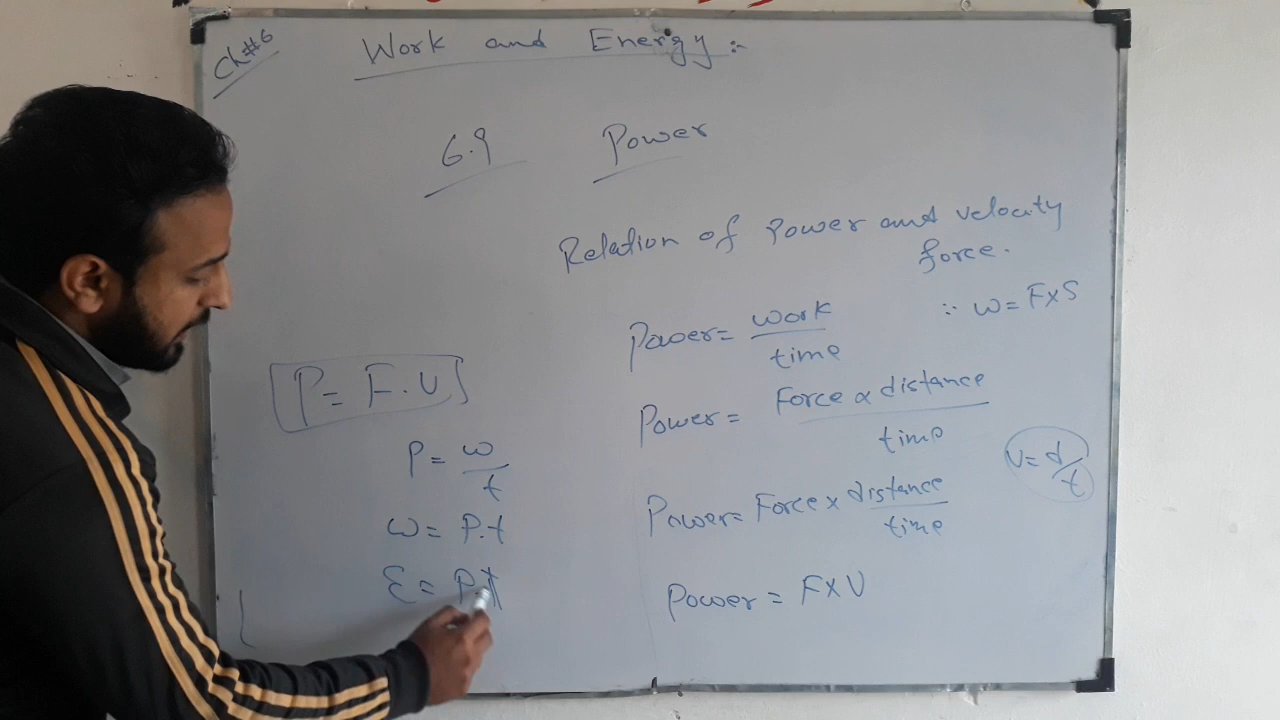 Ch#6
Work and Energy :-
6.9 Power
Relation of Power and velocity
force.
Power = work / time ∵ w = F×S
Power = Force × distance / time
v = d/t
Power = Force × distance / time
Power = F×V
P = F.V
P = w/t
w = P.t
E = P.t